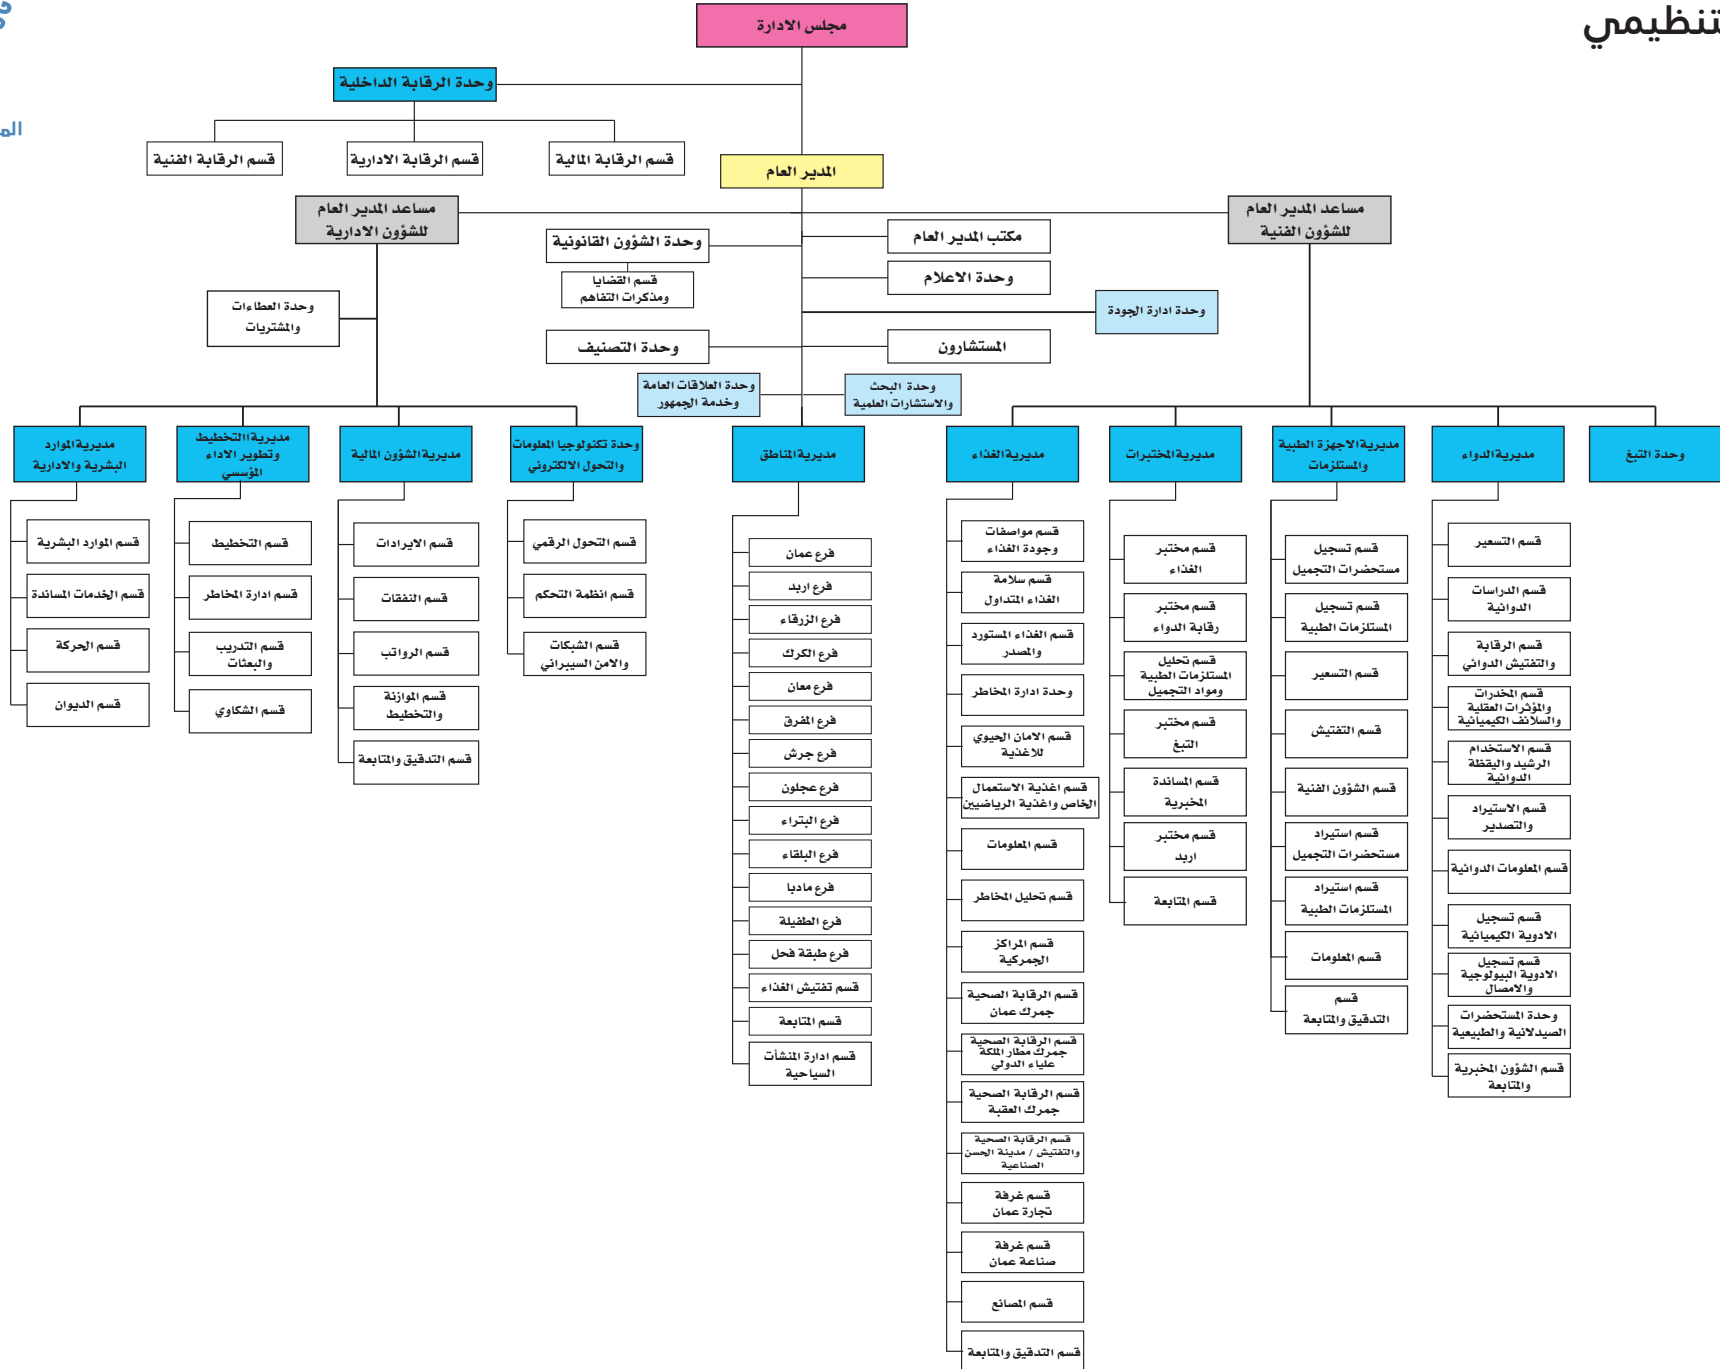 تنظيمي
مجلس الادارة
وحدة الرقابة الداخلية
قسم الرقابة المالية
قسم الرقابة الادارية
قسم الرقابة الفنية
المدير العام
مساعد المدير العام
للشؤون الفنية
مساعد المدير العام
للشؤون الادارية
مكتب المدير العام
وحدة الشؤون القانونية
قسم القضايا
ومذكرات التفاهم
وحدة الاعلام
وحدة ادارة الجودة
وحدة العطاءات
والمشتريات
المستشارون
وحدة التصنيف
وحدة البحث
والاستشارات العلمية
وحدة العلاقات العامة
وخدمة الجمهور
وحدة التبغ
مديرية الدواء
قسم التسعير
قسم الدراسات
الدوائية
قسم الرقابة
والتفتيش الدوائي
قسم المخدرات
والمؤثرات العقلية
والسلائف الكيميائية
قسم الاستخدام
الرشيد واليقظة
الدوائية
قسم الاستيراد
والتصدير
قسم المعلومات الدوائية
قسم تسجيل
الادوية الكيميائية
قسم تسجيل
الادوية البيولوجية
والامصال
وحدة المستحضرات
الصيدلانية والطبيعية
قسم الشؤون المخبرية
والمتابعة
مديرية الاجهزة الطبية
والمستلزمات
قسم تسجيل
مستحضرات التجميل
قسم تسجيل
المستلزمات الطبية
قسم التسعير
قسم التفتيش
قسم الشؤون الفنية
قسم استيراد
مستحضرات التجميل
قسم استيراد
المستلزمات الطبية
قسم المعلومات
قسم
التدقيق والمتابعة
مديرية المختبرات
قسم مختبر
الغذاء
قسم مختبر
رقابة الدواء
قسم تحليل
المستلزمات الطبية
ومواد التجميل
قسم مختبر
التبغ
قسم المساندة
المخبرية
قسم مختبر
اربد
قسم المتابعة
مديرية الغذاء
قسم مواصفات
وجودة الغذاء
قسم سلامة
الغذاء المتداول
قسم الغذاء المستورد
والمصدر
وحدة ادارة المخاطر
قسم الامان الحيوي
للاغذية
قسم اغذية الاستعمال
الخاص واغذية الرياضيين
قسم المعلومات
قسم تحليل المخاطر
قسم المراكز
الجمركية
قسم الرقابة الصحية
جمرك عمان
قسم الرقابة الصحية
جمرك مطار الملكة
علياء الدولي
قسم الرقابة الصحية
جمرك العقبة
قسم الرقابة الصحية
والتفتيش / مدينة الحسن
الصناعية
قسم غرفة
تجارة عمان
قسم غرفة
صناعة عمان
قسم المصانع
قسم التدقيق والمتابعة
مديرية المناطق
فرع عمان
فرع اربد
فرع الزرقاء
فرع الكرك
فرع معان
فرع المفرق
فرع جرش
فرع عجلون
فرع البتراء
فرع البلقاء
فرع مادبا
فرع الطفيلة
فرع طبقة فحل
قسم تفتيش الغذاء
قسم المتابعة
قسم ادارة المنشأت
السياحية
وحدة تكنولوجيا المعلومات
والتحول الالكتروني
قسم التحول الرقمي
قسم انظمة التحكم
قسم الشبكات
والامن السيبراني
مديرية الشؤون المالية
قسم الايرادات
قسم النفقات
قسم الرواتب
قسم الموازنة
والتخطيط
قسم التدقيق والمتابعة
مديرية التخطيط
وتطوير الاداء
المؤسسي
قسم التخطيط
قسم ادارة المخاطر
قسم التدريب
والبعثات
قسم الشكاوي
مديرية الموارد
البشرية والادارية
قسم الموارد البشرية
قسم الخدمات المساندة
قسم الحركة
قسم الديوان